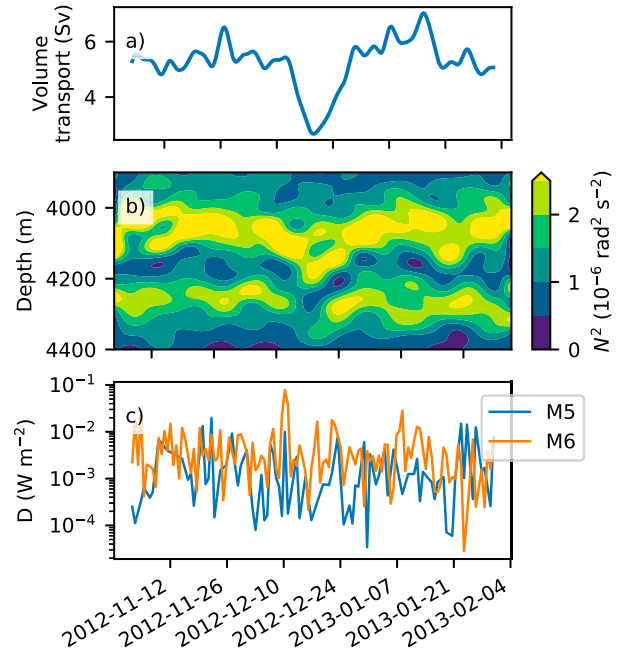 a)
Volume
transport (Sv)
6
4
b)
Depth (m)
4000
4200
4400
2
1
0
N² (10⁻⁶ rad² s⁻²)
c)
D (W m⁻²)
10⁻¹
10⁻²
10⁻³
10⁻⁴
M5
M6
2012-11-12
2012-11-26
2012-12-10
2012-12-24
2013-01-07
2013-01-21
2013-02-04